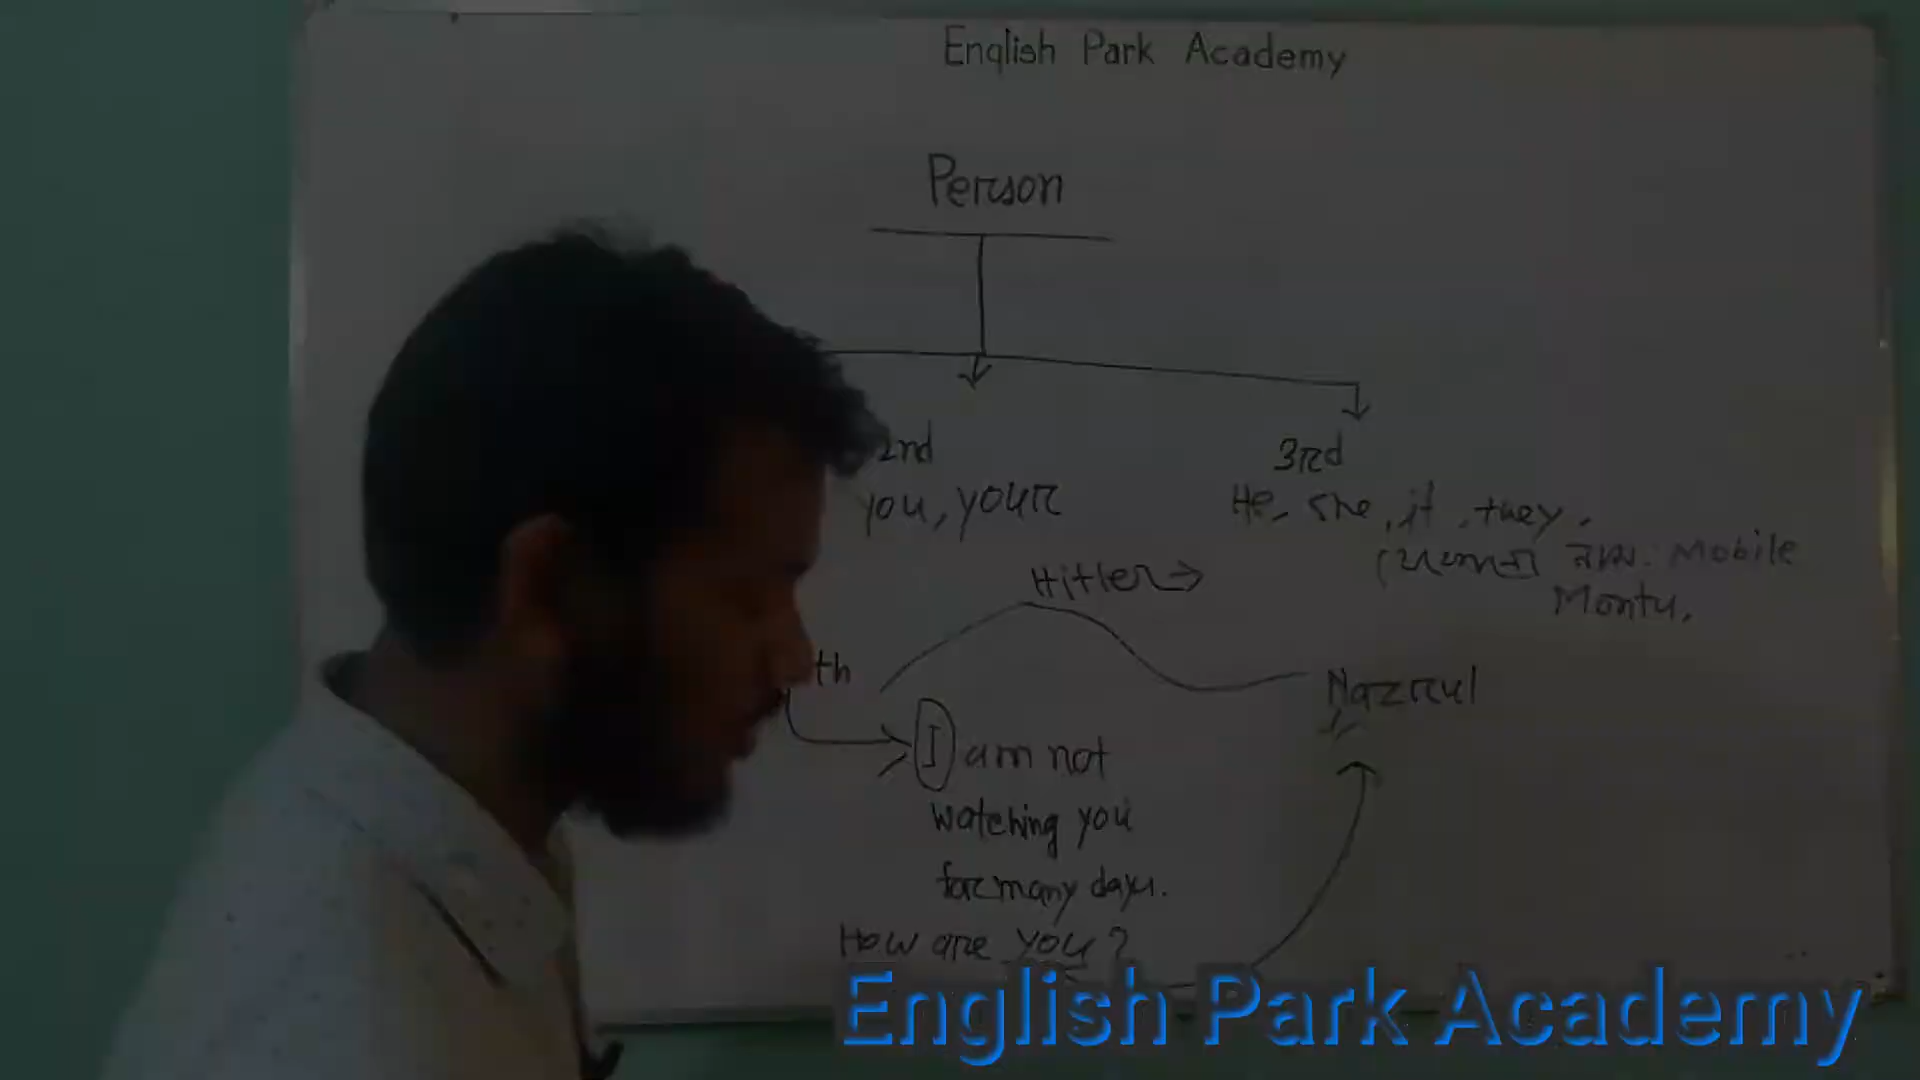 English Park Academy
Person
2nd
3rd
you, your
He, she, it, they,
নাম. Mobile
Hitler →
Montu,
th
Nazrul
I am not
watching you
for many days.
How are you?
English Park Academy